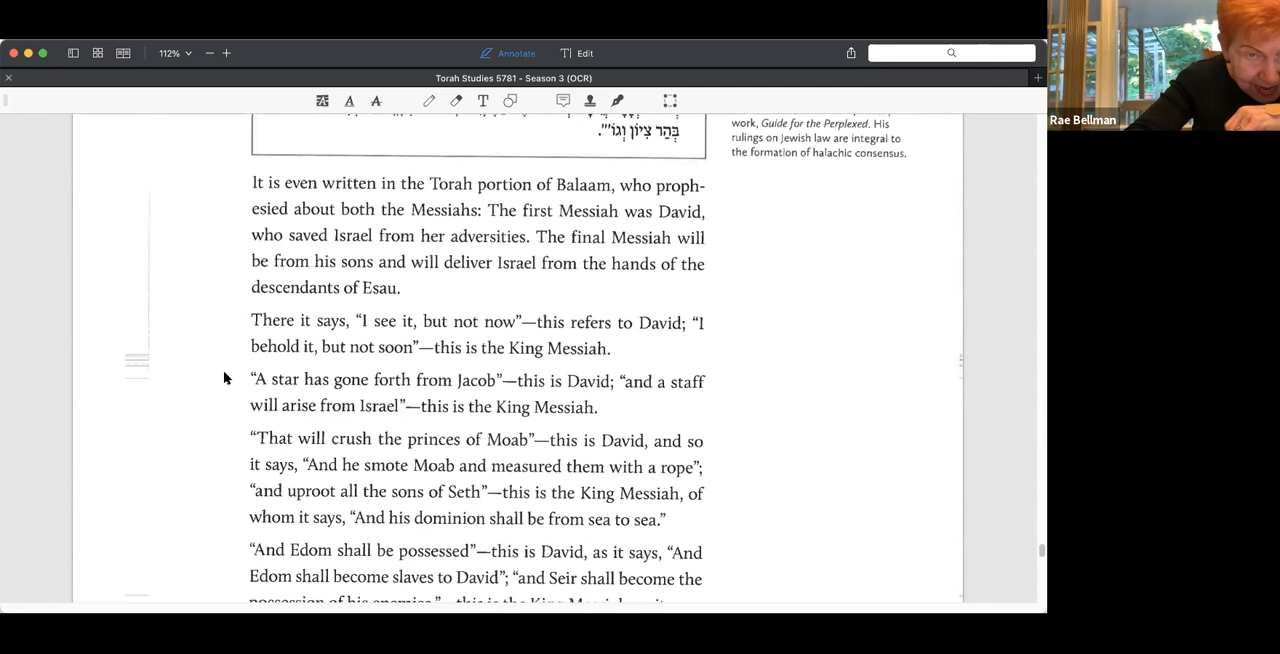 112%
Annotate
Edit
Torah Studies 5781 - Season 3 (OCR)
בְּהַר צִיּוֹן וְגוֹ'".
work, Guide for the Perplexed. His
rulings on Jewish law are integral to
the formation of halachic consensus.
It is even written in the Torah portion of Balaam, who proph-
esied about both the Messiahs: The first Messiah was David,
who saved Israel from her adversities. The final Messiah will
be from his sons and will deliver Israel from the hands of the
descendants of Esau.
There it says, “I see it, but not now”—this refers to David; “I
behold it, but not soon”—this is the King Messiah.
“A star has gone forth from Jacob”—this is David; “and a staff
will arise from Israel”—this is the King Messiah.
“That will crush the princes of Moab”—this is David, and so
it says, “And he smote Moab and measured them with a rope”;
“and uproot all the sons of Seth”—this is the King Messiah, of
whom it says, “And his dominion shall be from sea to sea.”
“And Edom shall be possessed”—this is David, as it says, “And
Edom shall become slaves to David”; “and Seir shall become the
Rae Bellman